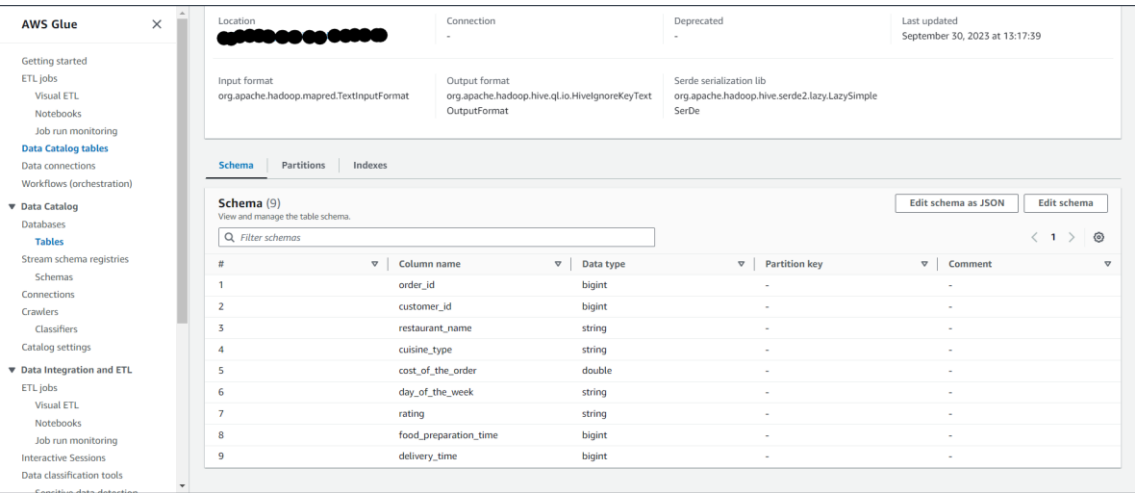 AWS Glue
Getting started
ETL jobs
Visual ETL
Notebooks
Job run monitoring
Data Catalog tables
Data connections
Workflows (orchestration)
Data Catalog
Databases
Tables
Stream schema registries
Schemas
Connections
Crawlers
Classifiers
Catalog settings
Data Integration and ETL
ETL jobs
Visual ETL
Notebooks
Job run monitoring
Interactive Sessions
Data classification tools
Sensitive data detection
Location Connection Deprecated Last updated
- - September 30, 2023 at 13:17:39
Input format Output format Serde serialization lib
org.apache.hadoop.mapred.TextInputFormat org.apache.hadoop.hive.ql.io.HiveIgnoreKeyText org.apache.hadoop.hive.serde2.lazy.LazySimple
OutputFormat SerDe
Schema Partitions Indexes
Schema (9) Edit schema as JSON Edit schema
View and manage the table schema.
Filter schemas 1
# Column name Data type Partition key Comment
1 order_id bigint - -
2 customer_id bigint - -
3 restaurant_name string - -
4 cuisine_type string - -
5 cost_of_the_order double - -
6 day_of_the_week string - -
7 rating string - -
8 food_preparation_time bigint - -
9 delivery_time bigint - -